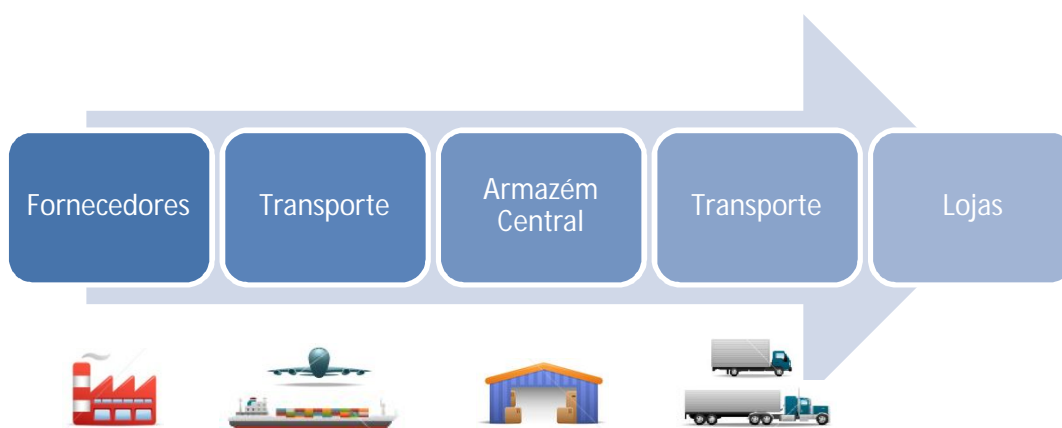 Fornecedores
Transporte
Armazém
Central
Transporte
Lojas